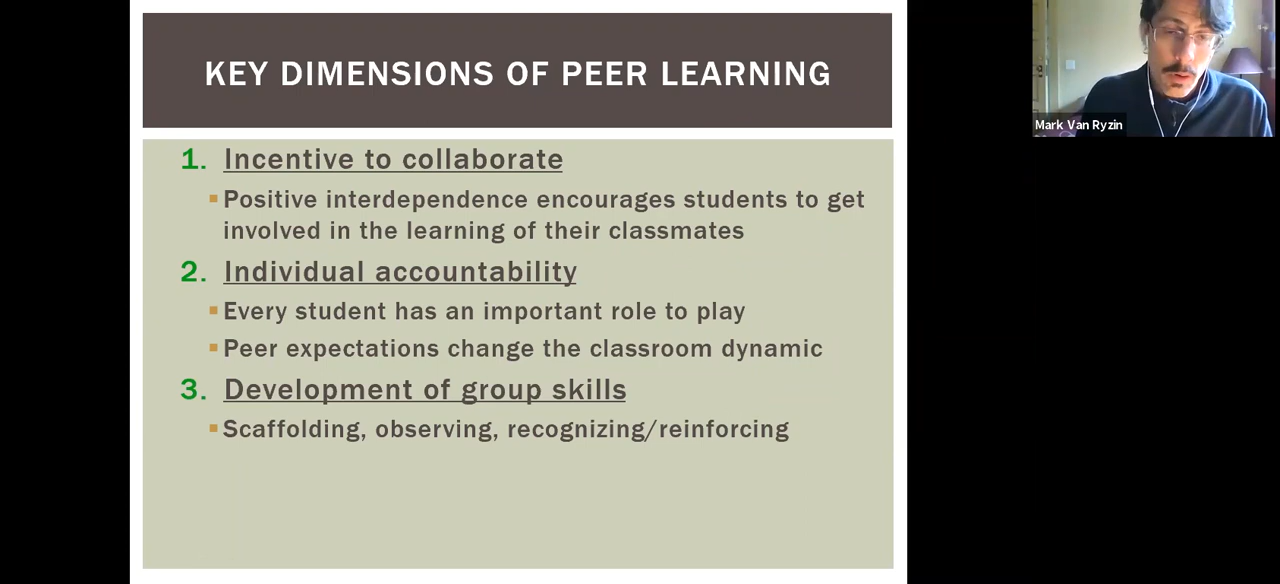 KEY DIMENSIONS OF PEER LEARNING
Mark Van Ryzin
1. Incentive to collaborate
Positive interdependence encourages students to get
involved in the learning of their classmates
2. Individual accountability
Every student has an important role to play
Peer expectations change the classroom dynamic
3. Development of group skills
Scaffolding, observing, recognizing/reinforcing